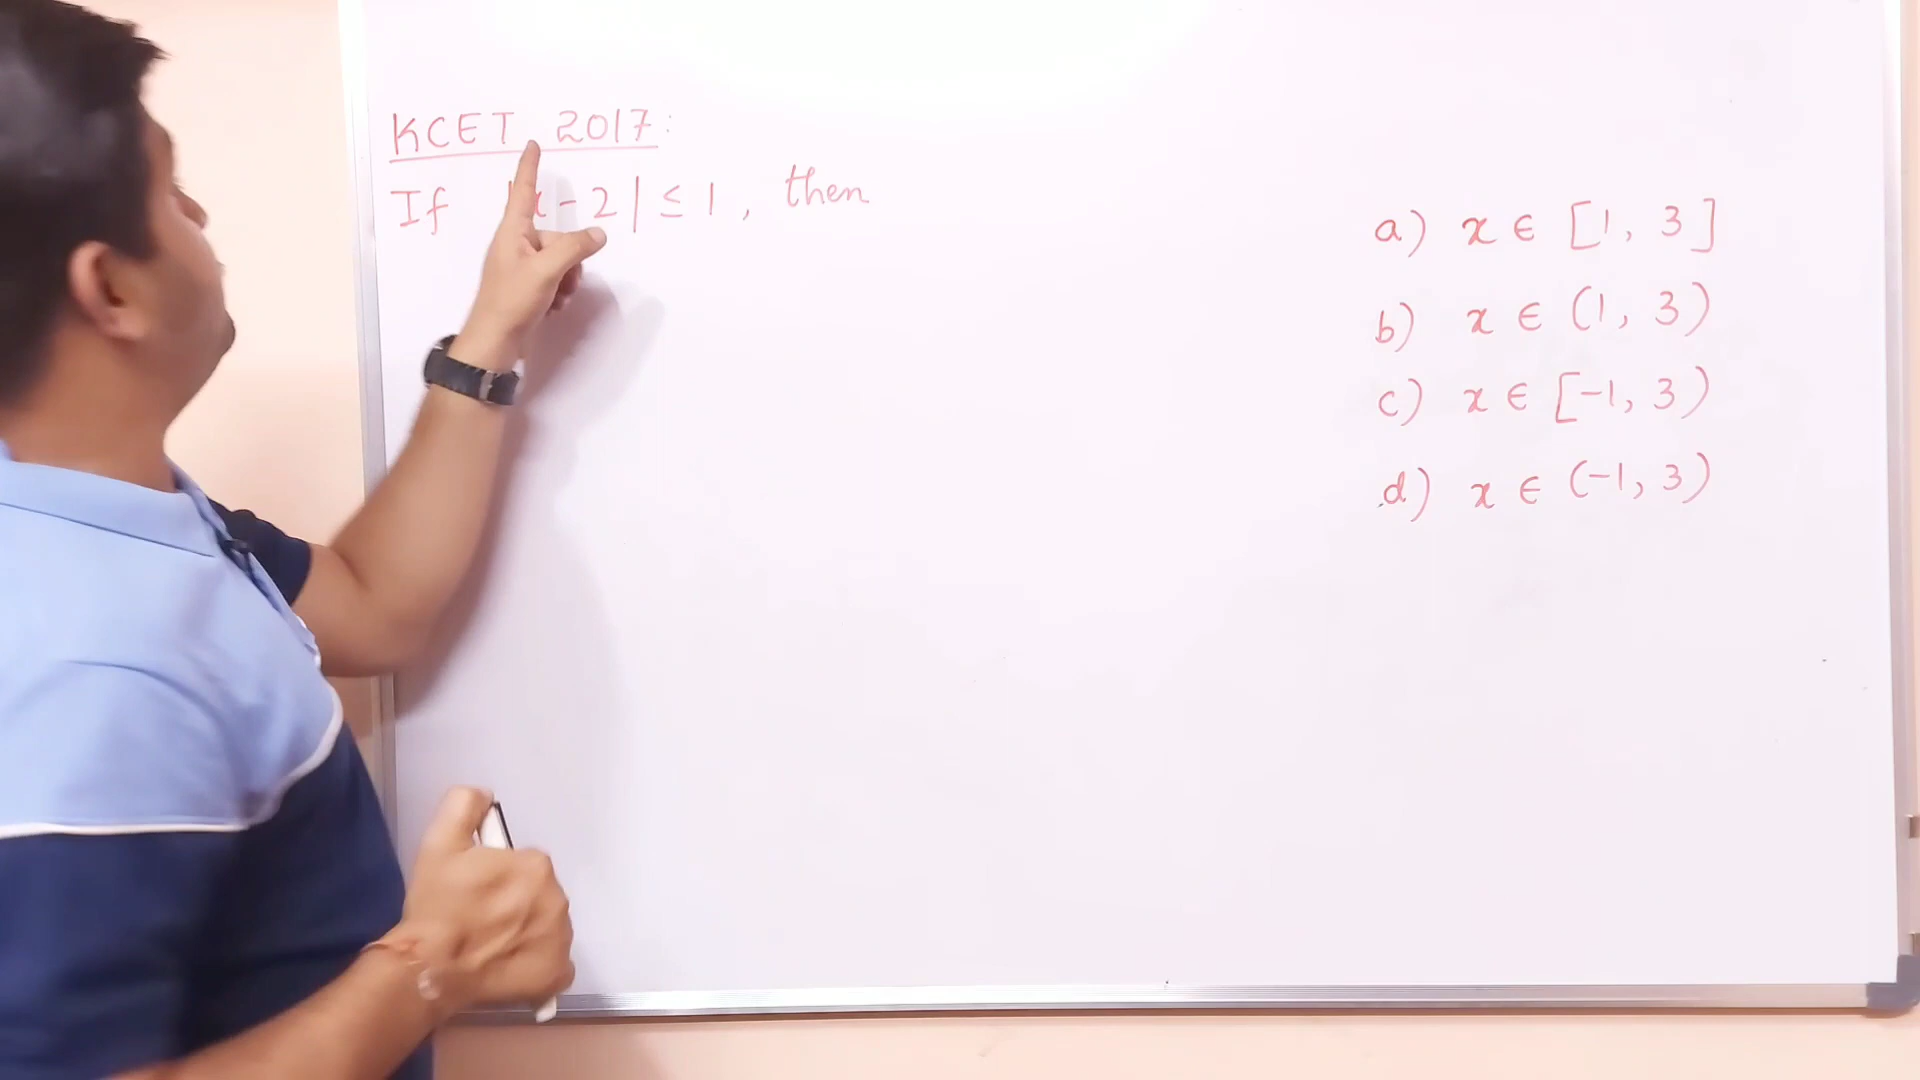 KCET 2017:
If |x-2| ≤ 1, then
a) x ∈ [1, 3]
b) x ∈ (1, 3)
c) x ∈ [-1, 3)
d) x ∈ (-1, 3)